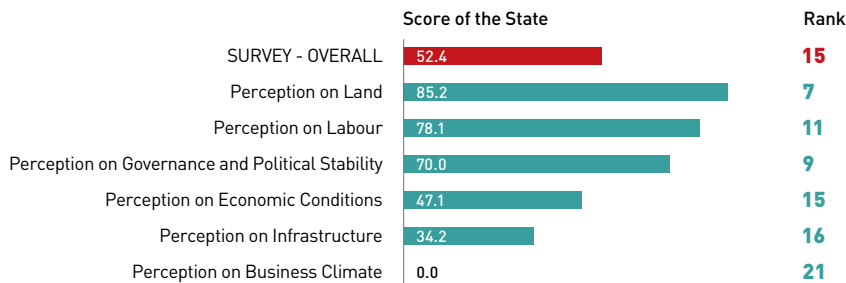 Score of the State Rank
SURVEY - OVERALL 52.4 15
Perception on Land 85.2 7
Perception on Labour 78.1 11
Perception on Governance and Political Stability 70.0 9
Perception on Economic Conditions 47.1 15
Perception on Infrastructure 34.2 16
Perception on Business Climate 0.0 21